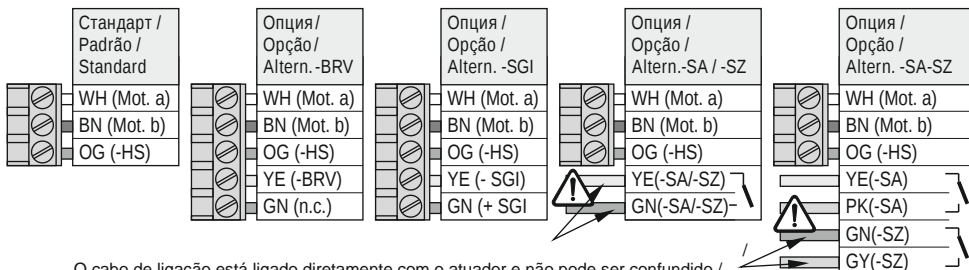 Стандарт /
Padrão /
Standard
WH (Mot. a)
BN (Mot. b)
OG (-HS)
Опция /
Opção /
Altern. -BRV
WH (Mot. a)
BN (Mot. b)
OG (-HS)
YE (-BRV)
GN (n.c.)
Опция /
Opção /
Altern. -SGI
WH (Mot. a)
BN (Mot. b)
OG (-HS)
YE (- SGI)
GN (+ SGI
Опция /
Opção /
Altern.-SA / -SZ
WH (Mot. a)
BN (Mot. b)
OG (-HS)
YE(-SA/-SZ)
GN(-SA/-SZ)
Опция /
Opção /
Altern. -SA-SZ
WH (Mot. a)
BN (Mot. b)
OG (-HS)
YE(-SA)
PK(-SA)
GN(-SZ)
GY(-SZ)
/
O cabo de ligação está ligado diretamente com o atuador e não pode ser confundido /